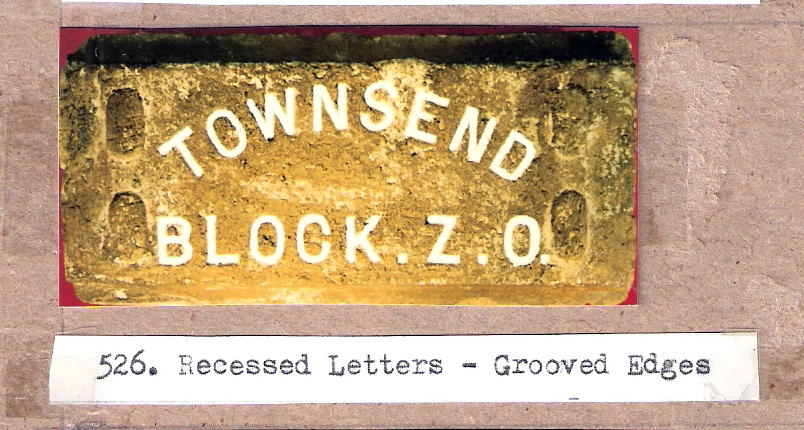 TOWNSEND
BLOCK. Z. O.
526. Recessed Letters - Grooved Edges